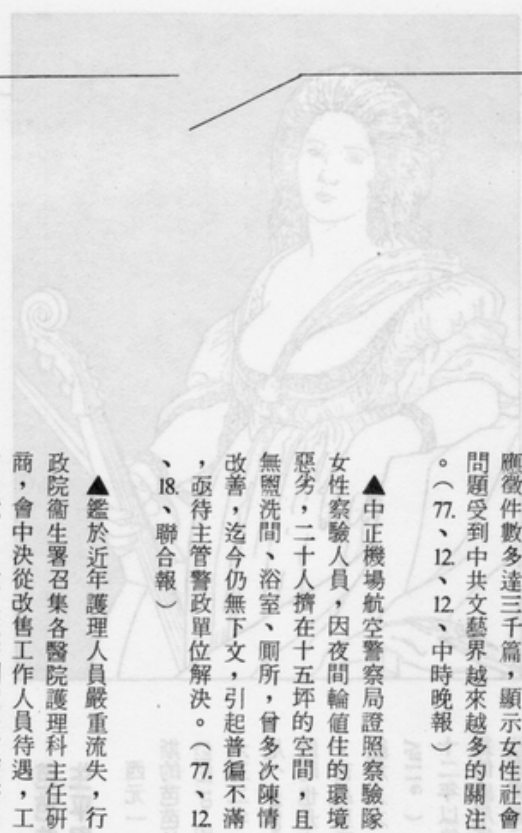 應徵件數多達三千篇，顯示女性社會
問題受到中共文藝界越來越多的關注
。（77.、12.、12.、中時晚報）
▲中正機場航空警察局證照察驗隊
女性察驗人員，因夜間輪值住的環境
惡劣，二十人擠在十五坪的空間，且
無盥洗間、浴室、厠所，曾多次陳情
改善，迄今仍無下文，引起普徧不滿
，亟待主管警政單位解決。（77.、12.
、18.、聯合報）
▲鑑於近年護理人員嚴重流失，行
政院衞生署召集各醫院護理科主任研
商，會中決從改善工作人員待遇，工